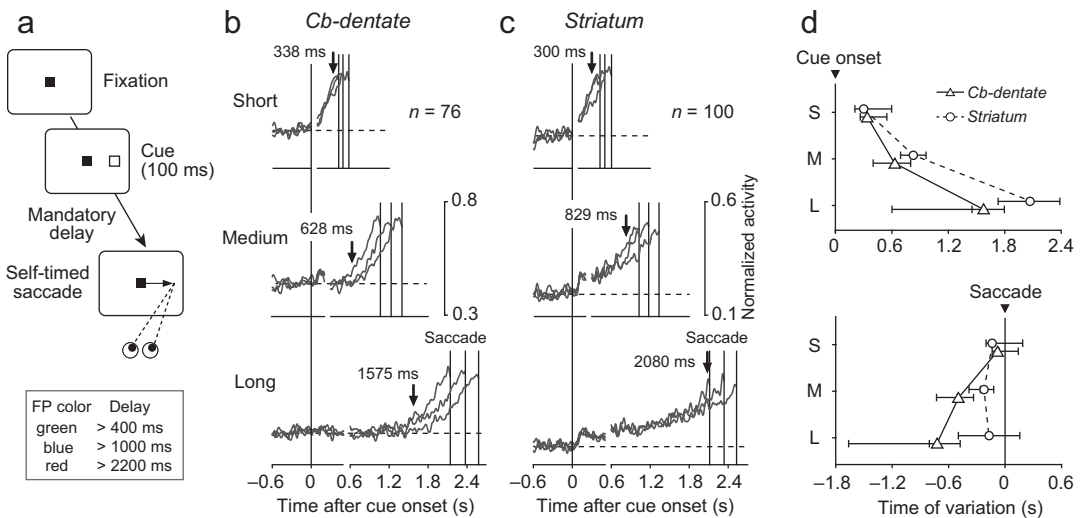 a
Fixation
Cue
(100 ms)
Mandatory
delay
Self-timed
saccade
FP color Delay
green > 400 ms
blue > 1000 ms
red > 2200 ms
b Cb-dentate
338 ms
Short
n = 76
0.8
628 ms
Medium
0.3
Saccade
1575 ms
Long
–0.6 0 0.6 1.2 1.8 2.4
Time after cue onset (s)
c Striatum
300 ms
n = 100
0.6
829 ms
Normalized activity
0.1
Saccade
2080 ms
–0.6 0 0.6 1.2 1.8 2.4
Time after cue onset (s)
d
Cue onset
Cb-dentate
Striatum
S
M
L
0 0.6 1.2 1.8 2.4
Saccade
S
M
L
–1.8 –1.2 –0.6 0 0.6
Time of variation (s)